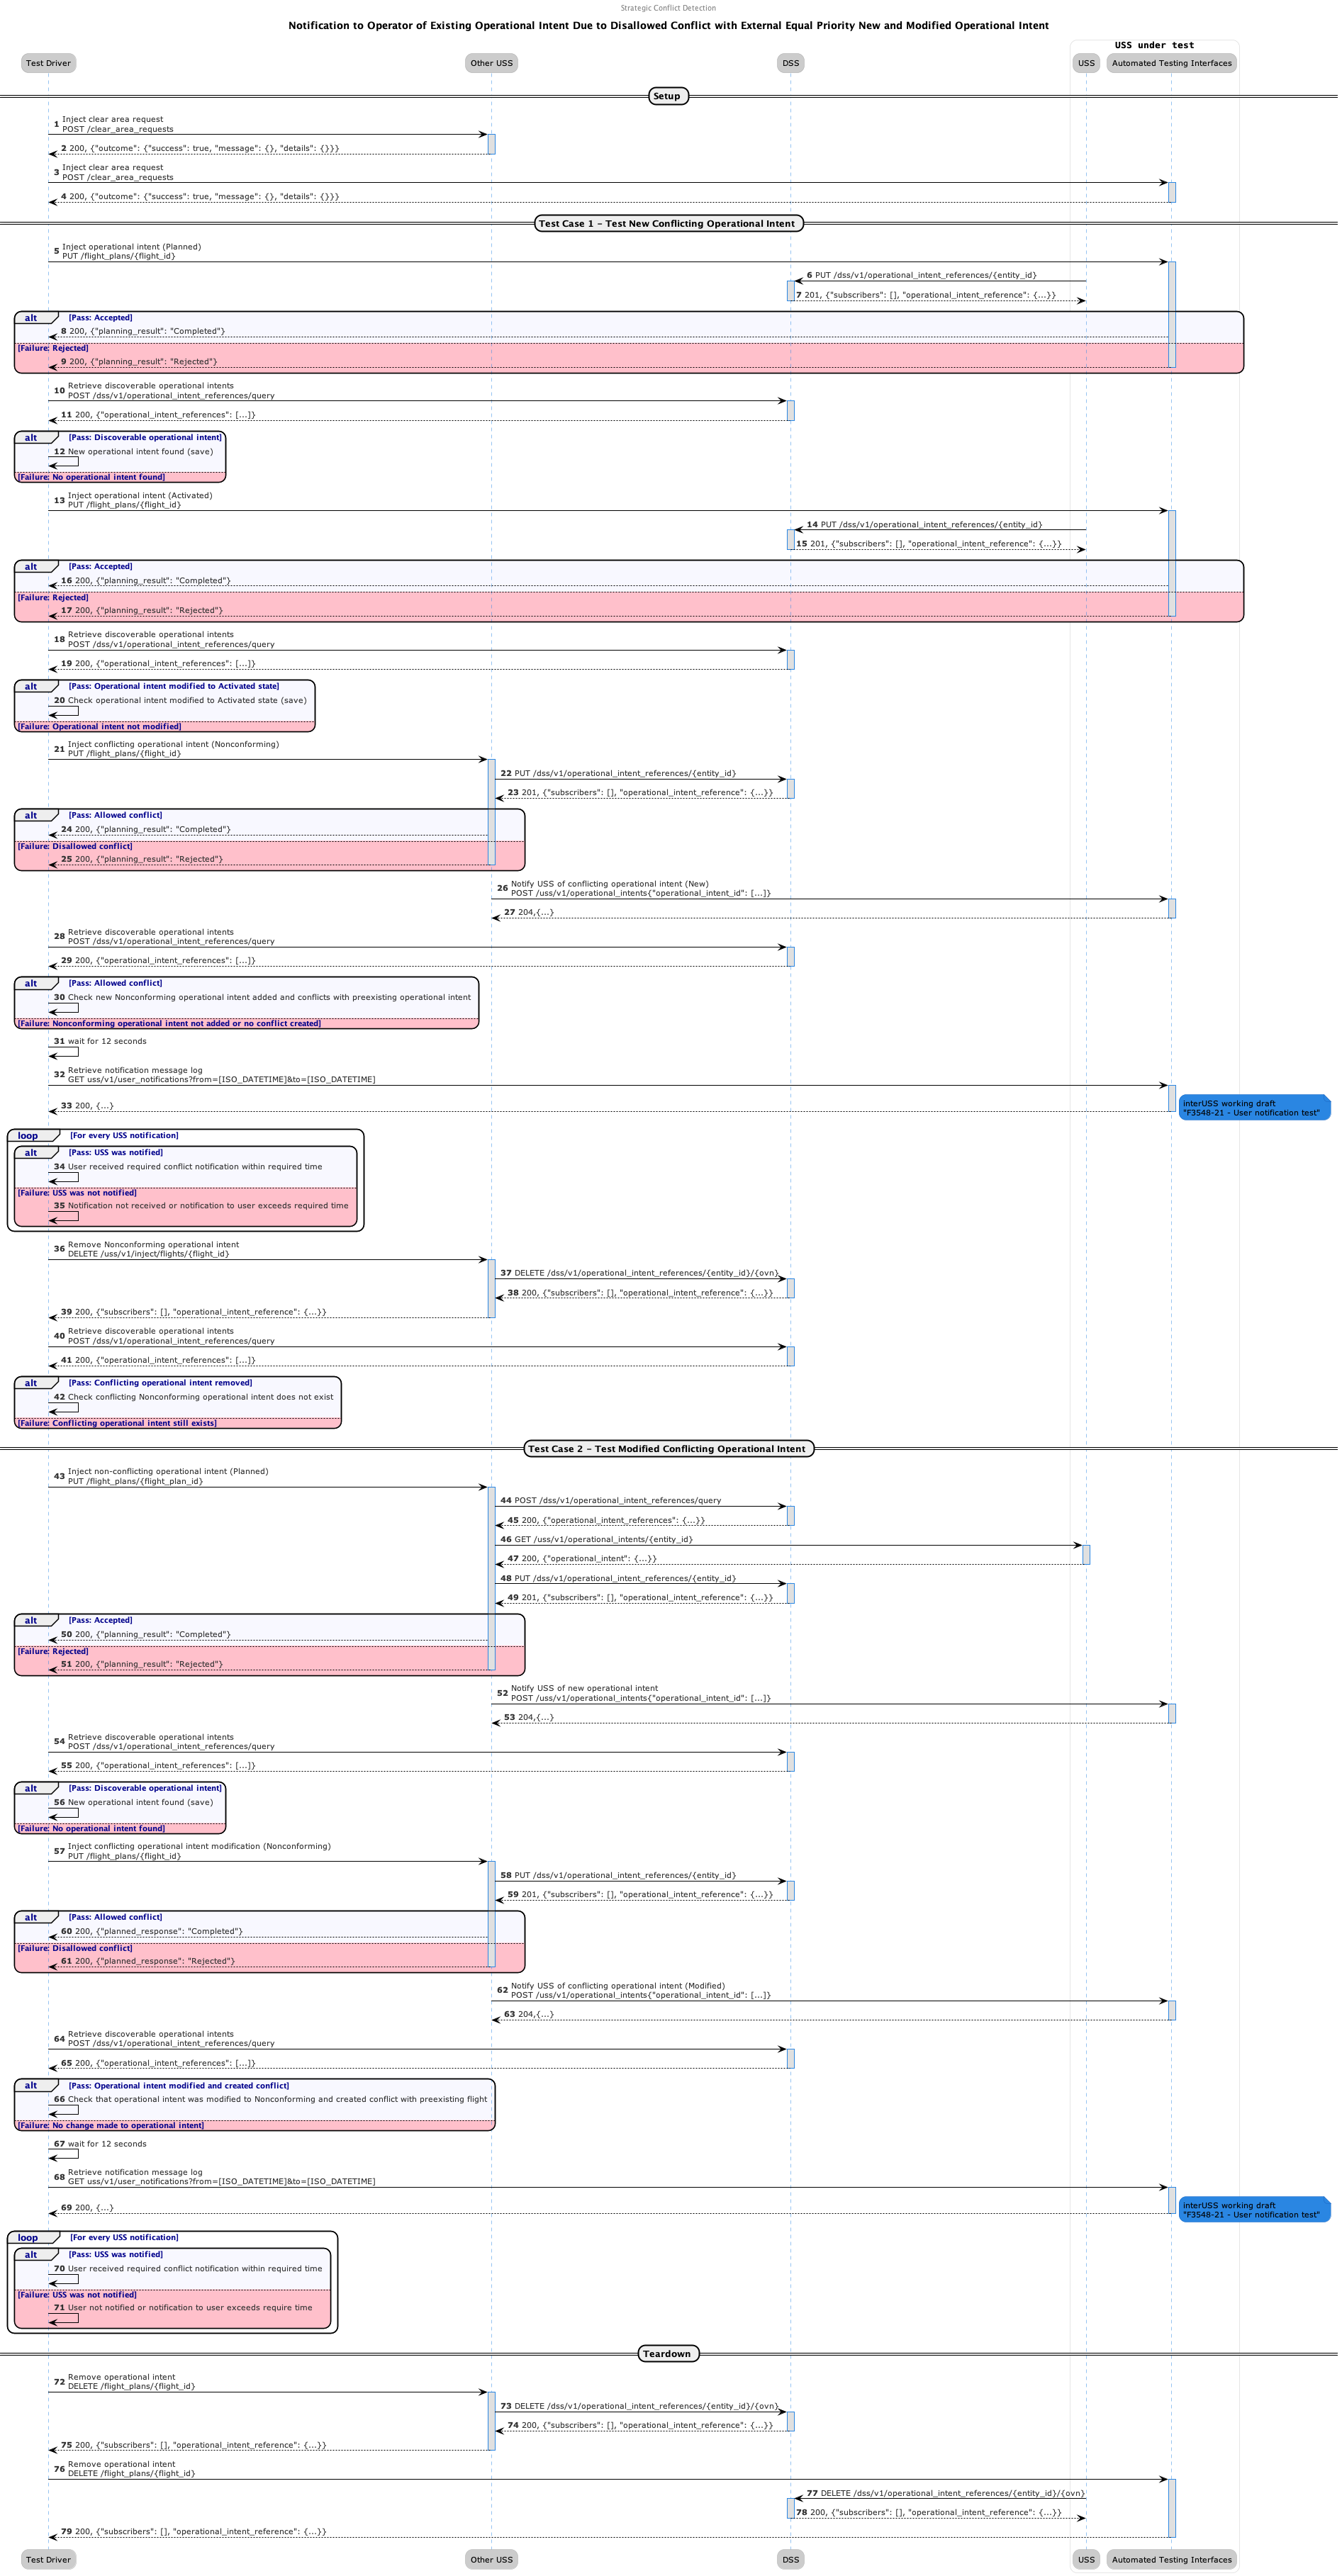 Strategic Conflict Detection
Notification to Operator of Existing Operational Intent Due to Disallowed Conflict with External Equal Priority New and Modified Operational Intent
USS under test
Test Driver
Other USS
DSS
USS
Automated Testing Interfaces
Setup
1 Inject clear area request
POST /clear_area_requests
2 200, {"outcome": {"success": true, "message": {}, "details": {}}}
3 Inject clear area request
POST /clear_area_requests
4 200, {"outcome": {"success": true, "message": {}, "details": {}}}
Test Case 1 – Test New Conflicting Operational Intent
5 Inject operational intent (Planned)
PUT /flight_plans/{flight_id}
6 PUT /dss/v1/operational_intent_references/{entity_id}
7 201, {"subscribers": [], "operational_intent_reference": {...}}
alt [Pass: Accepted]
8 200, {"planning_result": "Completed"}
[Failure: Rejected]
9 200, {"planning_result": "Rejected"}
10 Retrieve discoverable operational intents
POST /dss/v1/operational_intent_references/query
11 200, {"operational_intent_references": [...]}
alt [Pass: Discoverable operational intent]
12 New operational intent found (save)
[Failure: No operational intent found]
13 Inject operational intent (Activated)
PUT /flight_plans/{flight_id}
14 PUT /dss/v1/operational_intent_references/{entity_id}
15 201, {"subscribers": [], "operational_intent_reference": {...}}
alt [Pass: Accepted]
16 200, {"planning_result": "Completed"}
[Failure: Rejected]
17 200, {"planning_result": "Rejected"}
18 Retrieve discoverable operational intents
POST /dss/v1/operational_intent_references/query
19 200, {"operational_intent_references": [...]}
alt [Pass: Operational intent modified to Activated state]
20 Check operational intent modified to Activated state (save)
[Failure: Operational intent not modified]
21 Inject conflicting operational intent (Nonconforming)
PUT /flight_plans/{flight_id}
22 PUT /dss/v1/operational_intent_references/{entity_id}
23 201, {"subscribers": [], "operational_intent_reference": {...}}
alt [Pass: Allowed conflict]
24 200, {"planning_result": "Completed"}
[Failure: Disallowed conflict]
25 200, {"planning_result": "Rejected"}
26 Notify USS of conflicting operational intent (New)
POST /uss/v1/operational_intents{"operational_intent_id": [...]}
27 204,{...}
28 Retrieve discoverable operational intents
POST /dss/v1/operational_intent_references/query
29 200, {"operational_intent_references": [...]}
alt [Pass: Allowed conflict]
30 Check new Nonconforming operational intent added and conflicts with preexisting operational intent
[Failure: Nonconforming operational intent not added or no conflict created]
31 wait for 12 seconds
32 Retrieve notification message log
GET uss/v1/user_notifications?from=[ISO_DATETIME]&to=[ISO_DATETIME]
33 200, {...}
interUSS working draft
"F3548-21 - User notification test"
loop [For every USS notification]
alt [Pass: USS was notified]
34 User received required conflict notification within required time
[Failure: USS was not notified]
35 Notification not received or notification to user exceeds required time
36 Remove Nonconforming operational intent
DELETE /uss/v1/inject/flights/{flight_id}
37 DELETE /dss/v1/operational_intent_references/{entity_id}/{ovn}
38 200, {"subscribers": [], "operational_intent_reference": {...}}
39 200, {"subscribers": [], "operational_intent_reference": {...}}
40 Retrieve discoverable operational intents
POST /dss/v1/operational_intent_references/query
41 200, {"operational_intent_references": [...]}
alt [Pass: Conflicting operational intent removed]
42 Check conflicting Nonconforming operational intent does not exist
[Failure: Conflicting operational intent still exists]
Test Case 2 – Test Modified Conflicting Operational Intent
43 Inject non-conflicting operational intent (Planned)
PUT /flight_plans/{flight_plan_id}
44 POST /dss/v1/operational_intent_references/query
45 200, {"operational_intent_references": {...}}
46 GET /uss/v1/operational_intents/{entity_id}
47 200, {"operational_intent": {...}}
48 PUT /dss/v1/operational_intent_references/{entity_id}
49 201, {"subscribers": [], "operational_intent_reference": {...}}
alt [Pass: Accepted]
50 200, {"planning_result": "Completed"}
[Failure: Rejected]
51 200, {"planning_result": "Rejected"}
52 Notify USS of new operational intent
POST /uss/v1/operational_intents{"operational_intent_id": [...]}
53 204,{...}
54 Retrieve discoverable operational intents
POST /dss/v1/operational_intent_references/query
55 200, {"operational_intent_references": [...]}
alt [Pass: Discoverable operational intent]
56 New operational intent found (save)
[Failure: No operational intent found]
57 Inject conflicting operational intent modification (Nonconforming)
PUT /flight_plans/{flight_id}
58 PUT /dss/v1/operational_intent_references/{entity_id}
59 201, {"subscribers": [], "operational_intent_reference": {...}}
alt [Pass: Allowed conflict]
60 200, {"planned_response": "Completed"}
[Failure: Disallowed conflict]
61 200, {"planned_response": "Rejected"}
62 Notify USS of conflicting operational intent (Modified)
POST /uss/v1/operational_intents{"operational_intent_id": [...]}
63 204,{...}
64 Retrieve discoverable operational intents
POST /dss/v1/operational_intent_references/query
65 200, {"operational_intent_references": [...]}
alt [Pass: Operational intent modified and created conflict]
66 Check that operational intent was modified to Nonconforming and created conflict with preexisting flight
[Failure: No change made to operational intent]
67 wait for 12 seconds
68 Retrieve notification message log
GET uss/v1/user_notifications?from=[ISO_DATETIME]&to=[ISO_DATETIME]
69 200, {...}
interUSS working draft
"F3548-21 - User notification test"
loop [For every USS notification]
alt [Pass: USS was notified]
70 User received required conflict notification within required time
[Failure: USS was not notified]
71 User not notified or notification to user exceeds require time
Teardown
72 Remove operational intent
DELETE /flight_plans/{flight_id}
73 DELETE /dss/v1/operational_intent_references/{entity_id}/{ovn}
74 200, {"subscribers": [], "operational_intent_reference": {...}}
75 200, {"subscribers": [], "operational_intent_reference": {...}}
76 Remove operational intent
DELETE /flight_plans/{flight_id}
77 DELETE /dss/v1/operational_intent_references/{entity_id}/{ovn}
78 200, {"subscribers": [], "operational_intent_reference": {...}}
79 200, {"subscribers": [], "operational_intent_reference": {...}}
Test Driver
Other USS
DSS
USS
Automated Testing Interfaces